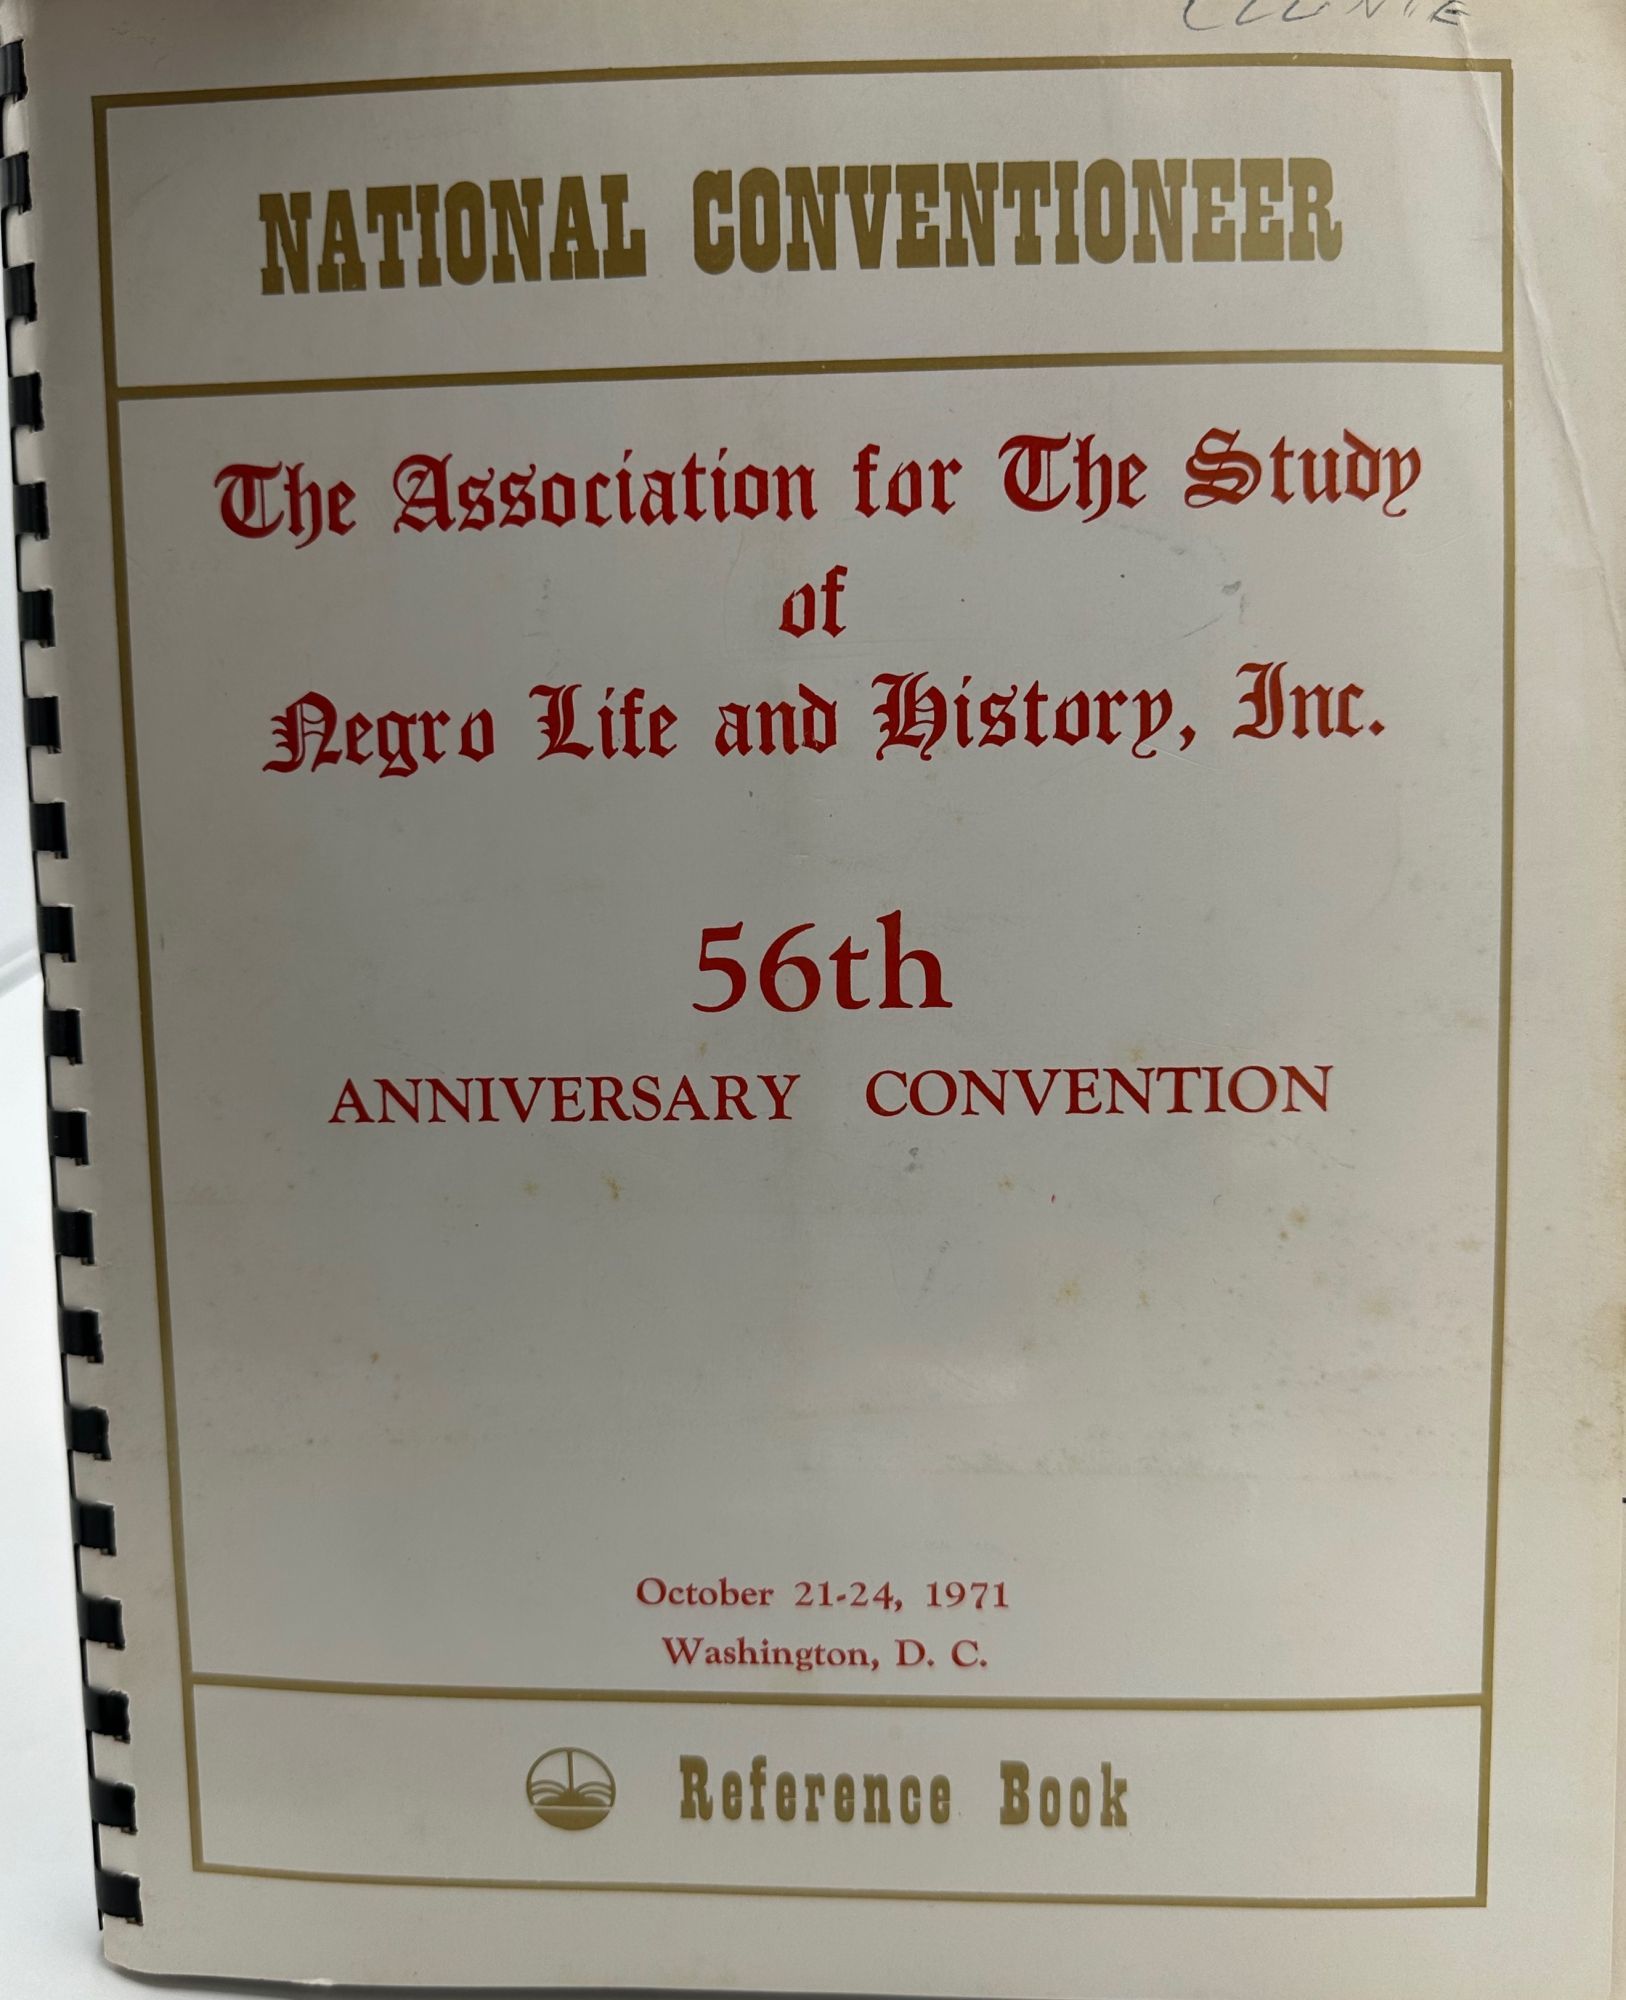 NATIONAL CONVENTIONEER
The Association for The Study
of
Negro Life and History, Inc.
56th
ANNIVERSARY CONVENTION
October 21-24, 1971
Washington, D. C.
Reference Book